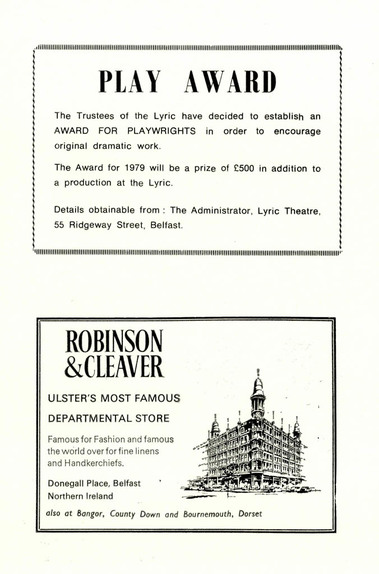 PLAY AWARD
The Trustees of the Lyric have decided to establish an
AWARD FOR PLAYWRIGHTS in order to encourage
original dramatic work.
The Award for 1979 will be a prize of £500 in addition to
a production at the Lyric.
Details obtainable from : The Administrator, Lyric Theatre,
55 Ridgeway Street, Belfast.
ROBINSON
&CLEAVER
ULSTER'S MOST FAMOUS
DEPARTMENTAL STORE
Famous for Fashion and famous
the world over for fine linens
and Handkerchiefs.
Donegall Place, Belfast
Northern Ireland
also at Bangor, County Down and Bournemouth, Dorset